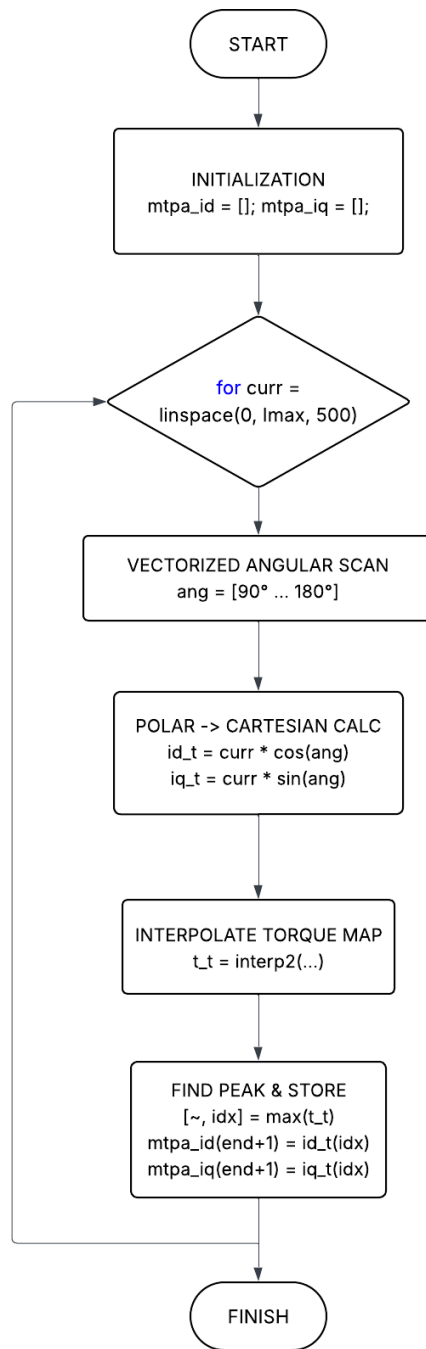 START
INITIALIZATION
mtpa_id = []; mtpa_iq = [];
for curr =
linspace(0, Imax, 500)
VECTORIZED ANGULAR SCAN
ang = [90° ... 180°]
POLAR -> CARTESIAN CALC
id_t = curr * cos(ang)
iq_t = curr * sin(ang)
INTERPOLATE TORQUE MAP
t_t = interp2(...)
FIND PEAK & STORE
[~, idx] = max(t_t)
mtpa_id(end+1) = id_t(idx)
mtpa_iq(end+1) = iq_t(idx)
FINISH